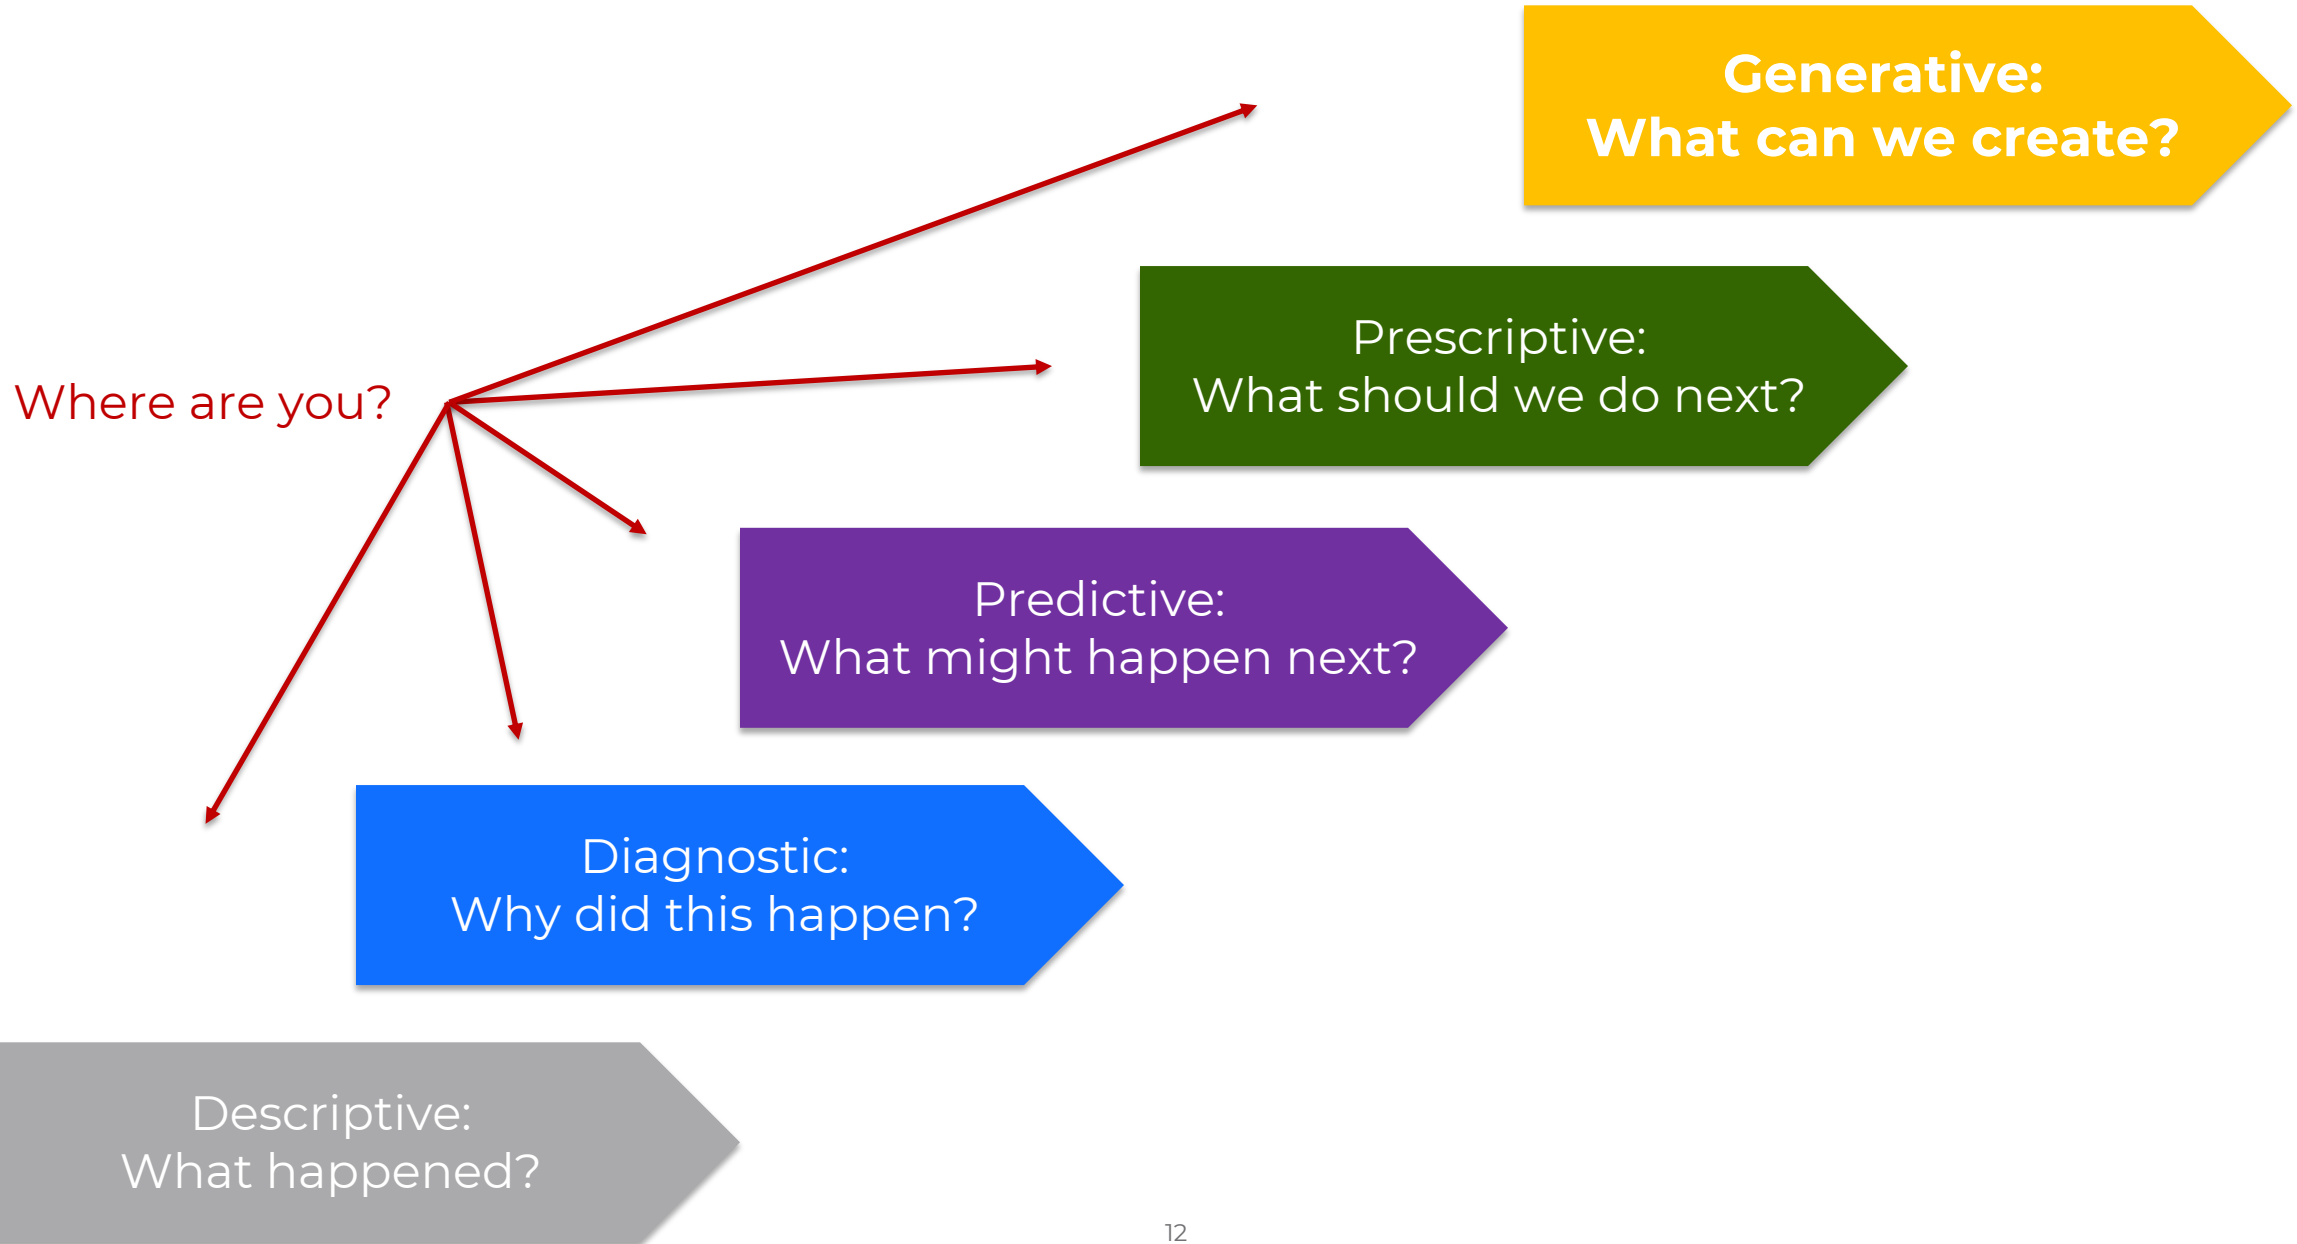 Generative:
What can we create?
Prescriptive:
What should we do next?
Where are you?
Predictive:
What might happen next?
Diagnostic:
Why did this happen?
Descriptive:
What happened?
12